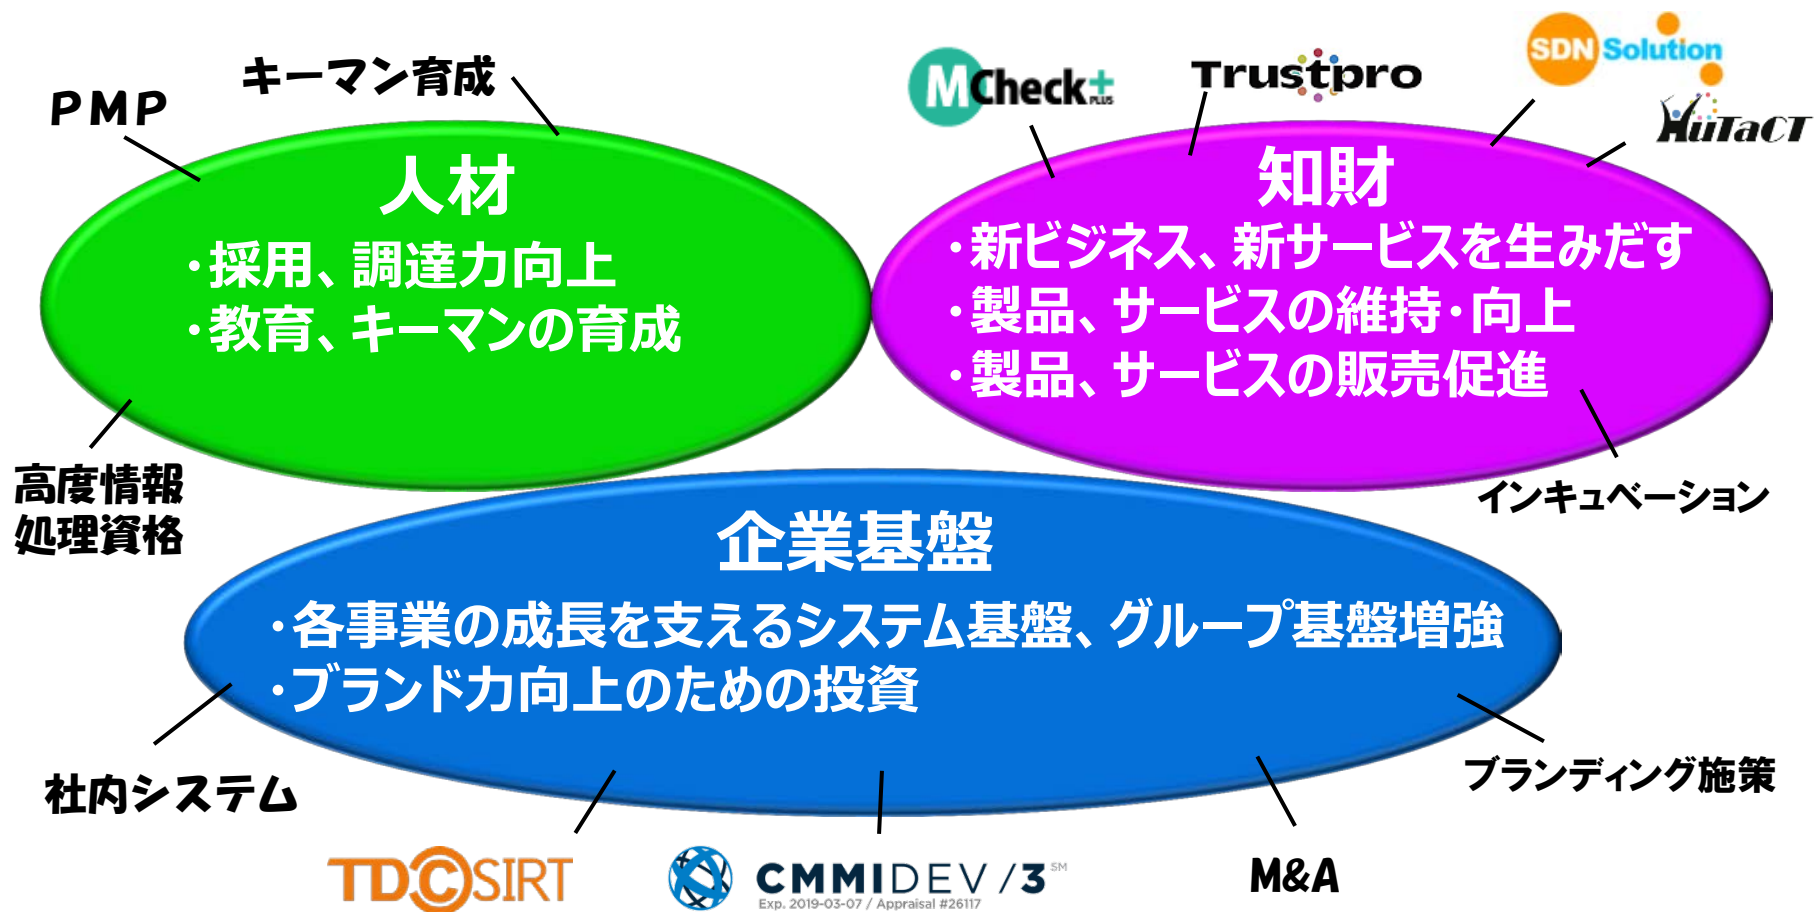 PMP
キーマン育成
人材
・採用、調達力向上
・教育、キーマンの育成
高度情報
処理資格
MCheck+
PLUS
Trustpro
SDN Solution
HuTaCT
知財
・新ビジネス、新サービスを生みだす
・製品、サービスの維持・向上
・製品、サービスの販売促進
インキュベーション
企業基盤
・各事業の成長を支えるシステム基盤、グループ基盤増強
・ブランド力向上のための投資
社内システム
TDCSIRT
CMMIDEV/3℠
Exp. 2019-03-07 / Appraisal #26117
M&A
ブランディング施策